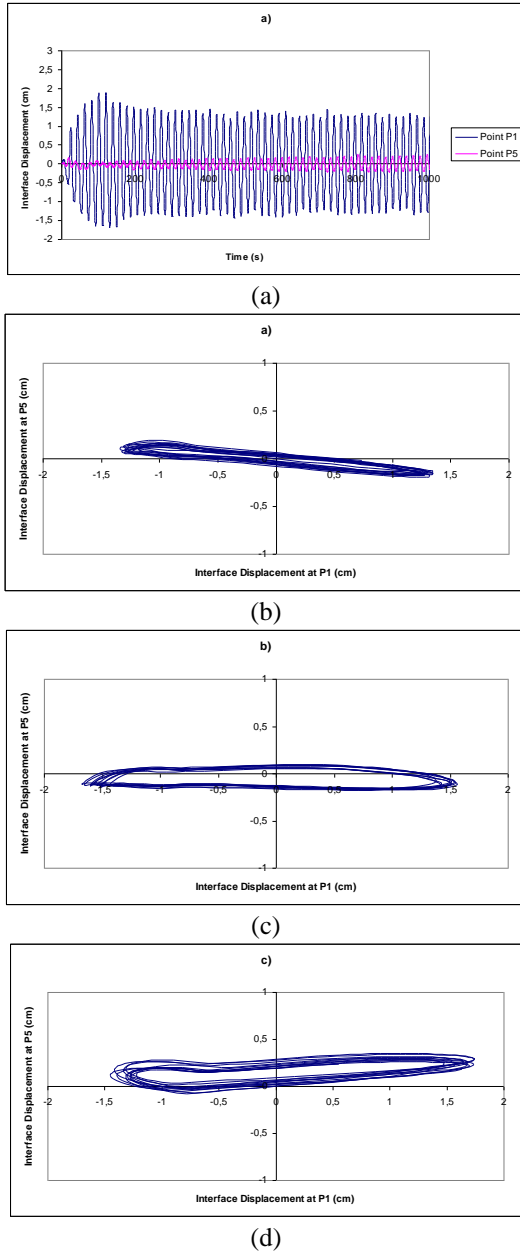 a)
Interface Displacement (cm)
3
2,5
2
1,5
1
0,5
0
-0,5
-1
-1,5
-2
0 200 400 600 800 1000
Time (s)
Point P1
Point P5
(a)
a)
Interface Displacement at P5 (cm)
1
0,5
0
-0,5
-1
-2 -1,5 -1 -0,5 0 0,5 1 1,5 2
Interface Displacement at P1 (cm)
(b)
b)
Interface Displacement at P5 (cm)
1
0,5
0
-0,5
-1
-2 -1,5 -1 -0,5 0 0,5 1 1,5 2
Interface Displacement at P1 (cm)
(c)
c)
Interface Displacement at P5 (cm)
1
0,5
0
-0,5
-1
-2 -1,5 -1 -0,5 0 0,5 1 1,5 2
Interface Displacement at P1 (cm)
(d)